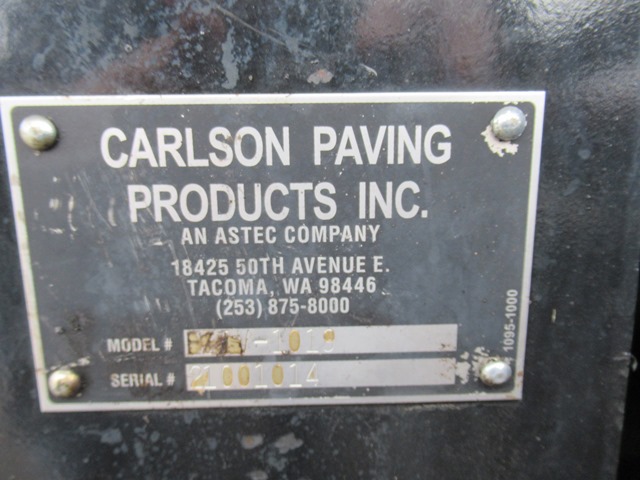 CARLSON PAVING
PRODUCTS INC.
AN ASTEC COMPANY
18425 50TH AVENUE E.
TACOMA, WA 98446
(253) 875-8000
MODEL #
SERIAL #
1095-1000